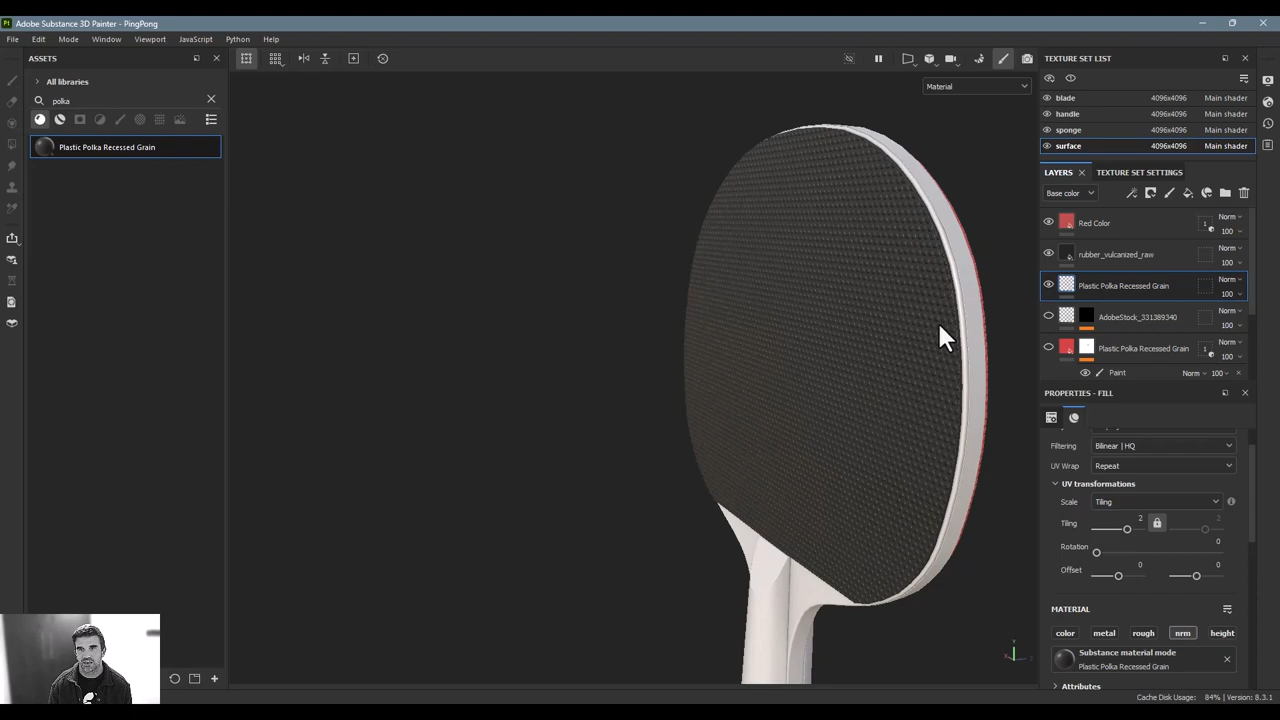 Pt Adobe Substance 3D Painter - PingPong
File Edit Mode Window Viewport JavaScript Python Help
ASSETS
All libraries
polka
Plastic Polka Recessed Grain
Material
TEXTURE SET LIST
blade 4096x4096 Main shader
handle 4096x4096 Main shader
sponge 4096x4096 Main shader
surface 4096x4096 Main shader
LAYERS TEXTURE SET SETTINGS
Base color
Red Color 1 Norm 100
rubber_vulcanized_raw Norm 100
Plastic Polka Recessed Grain Norm 100
AdobeStock_331389340 Norm 100
Plastic Polka Recessed Grain 1 Norm 100
Paint Norm 100
PROPERTIES - FILL
Filtering Bilinear | HQ
UV Wrap Repeat
UV transformations
Scale Tiling
Tiling 2 2
Rotation 0
Offset 0 0
MATERIAL
color metal rough nrm height
Substance material mode
Plastic Polka Recessed Grain
Attributes
Y
Cache Disk Usage: 84% | Version: 8.3.1